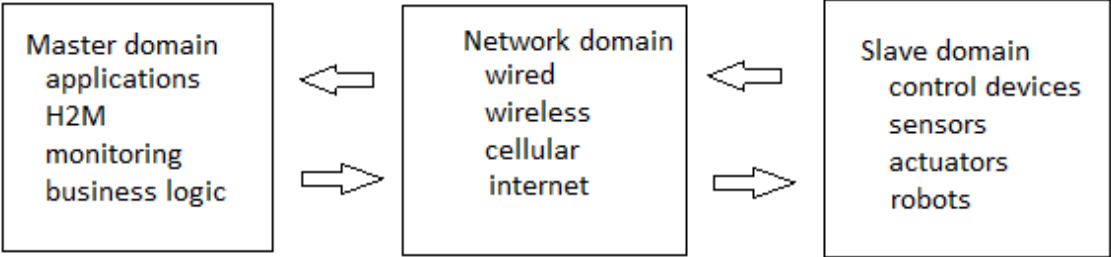 Master domain
applications
H2M
monitoring
business logic
Network domain
wired
wireless
cellular
internet
Slave domain
control devices
sensors
actuators
robots